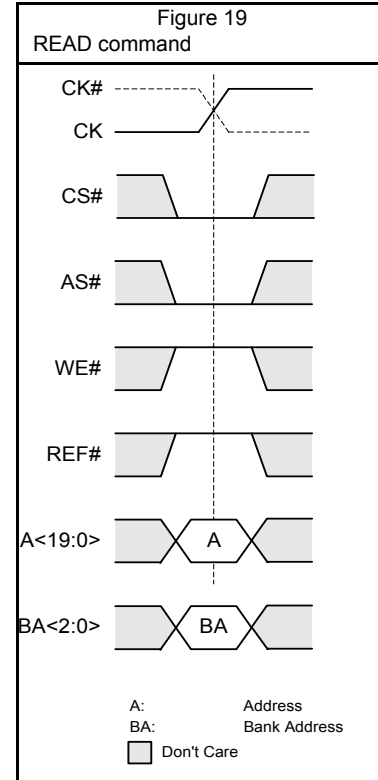 Figure 19
READ command
CK#
CK
CS#
AS#
WE#
REF#
A<19:0> A
BA<2:0> BA
A: Address
BA: Bank Address
Don't Care